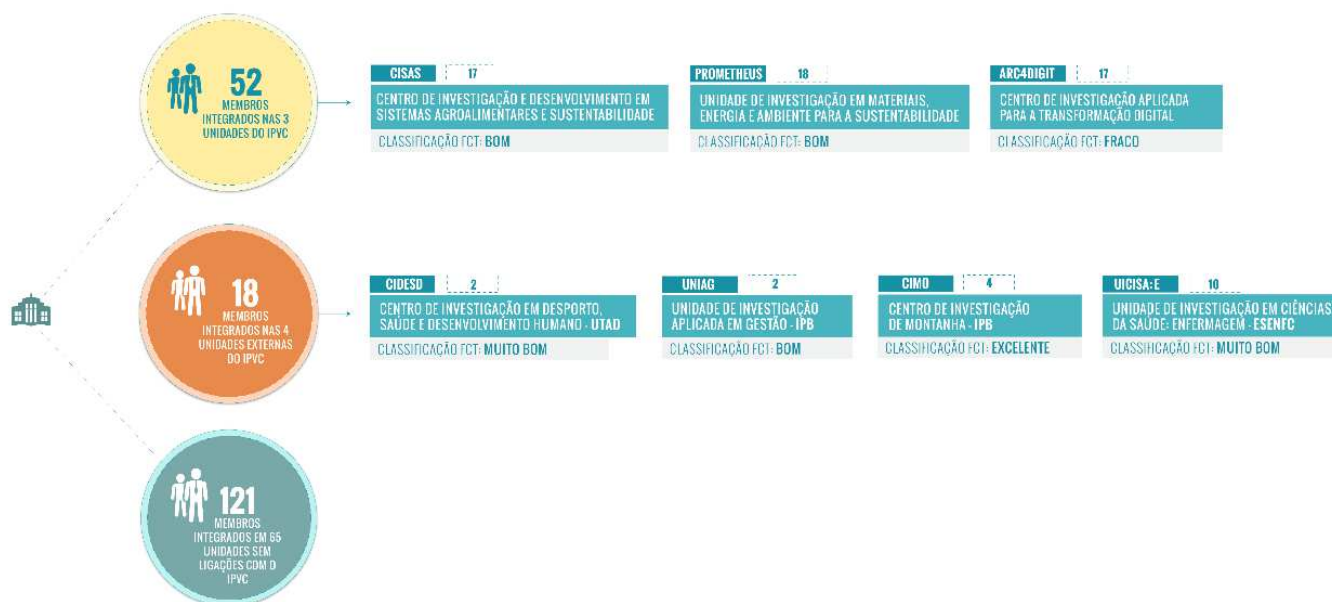 52
MEMBROS
INTEGRADOS NAS 3
UNIDADES DO IPVC
CISAS 17
CENTRO DE INVESTIGAÇÃO E DESENVOLVIMENTO EM
SISTEMAS AGROALIMENTARES E SUSTENTABILIDADE
CLASSIFICAÇÃO FCT: BOM
PROMETHEUS 18
UNIDADE DE INVESTIGAÇÃO EM MATERIAIS,
ENERGIA E AMBIENTE PARA A SUSTENTABILIDADE
CLASSIFICAÇÃO FCT: BOM
ARC4DIGIT 17
CENTRO DE INVESTIGAÇÃO APLICADA
PARA A TRANSFORMAÇÃO DIGITAL
CLASSIFICAÇÃO FCT: FRACO
18
MEMBROS
INTEGRADOS NAS 4
UNIDADES EXTERNAS
DO IPVC
CIDESD 2
CENTRO DE INVESTIGAÇÃO EM DESPORTO,
SAÚDE E DESENVOLVIMENTO HUMANO - UTAD
CLASSIFICAÇÃO FCT: MUITO BOM
UNIAG 2
UNIDADE DE INVESTIGAÇÃO
APLICADA EM GESTÃO - IPB
CLASSIFICAÇÃO FCT: BOM
CIMO 4
CENTRO DE INVESTIGAÇÃO
DE MONTANHA - IPB
CLASSIFICAÇÃO FCT: EXCELENTE
UICISA: E 10
UNIDADE DE INVESTIGAÇÃO EM CIÊNCIAS
DA SAÚDE: ENFERMAGEM - ESENFC
CLASSIFICAÇÃO FCT: MUITO BOM
121
MEMBROS
INTEGRADOS EM 65
UNIDADES SEM
LIGAÇÕES COM O
IPVC